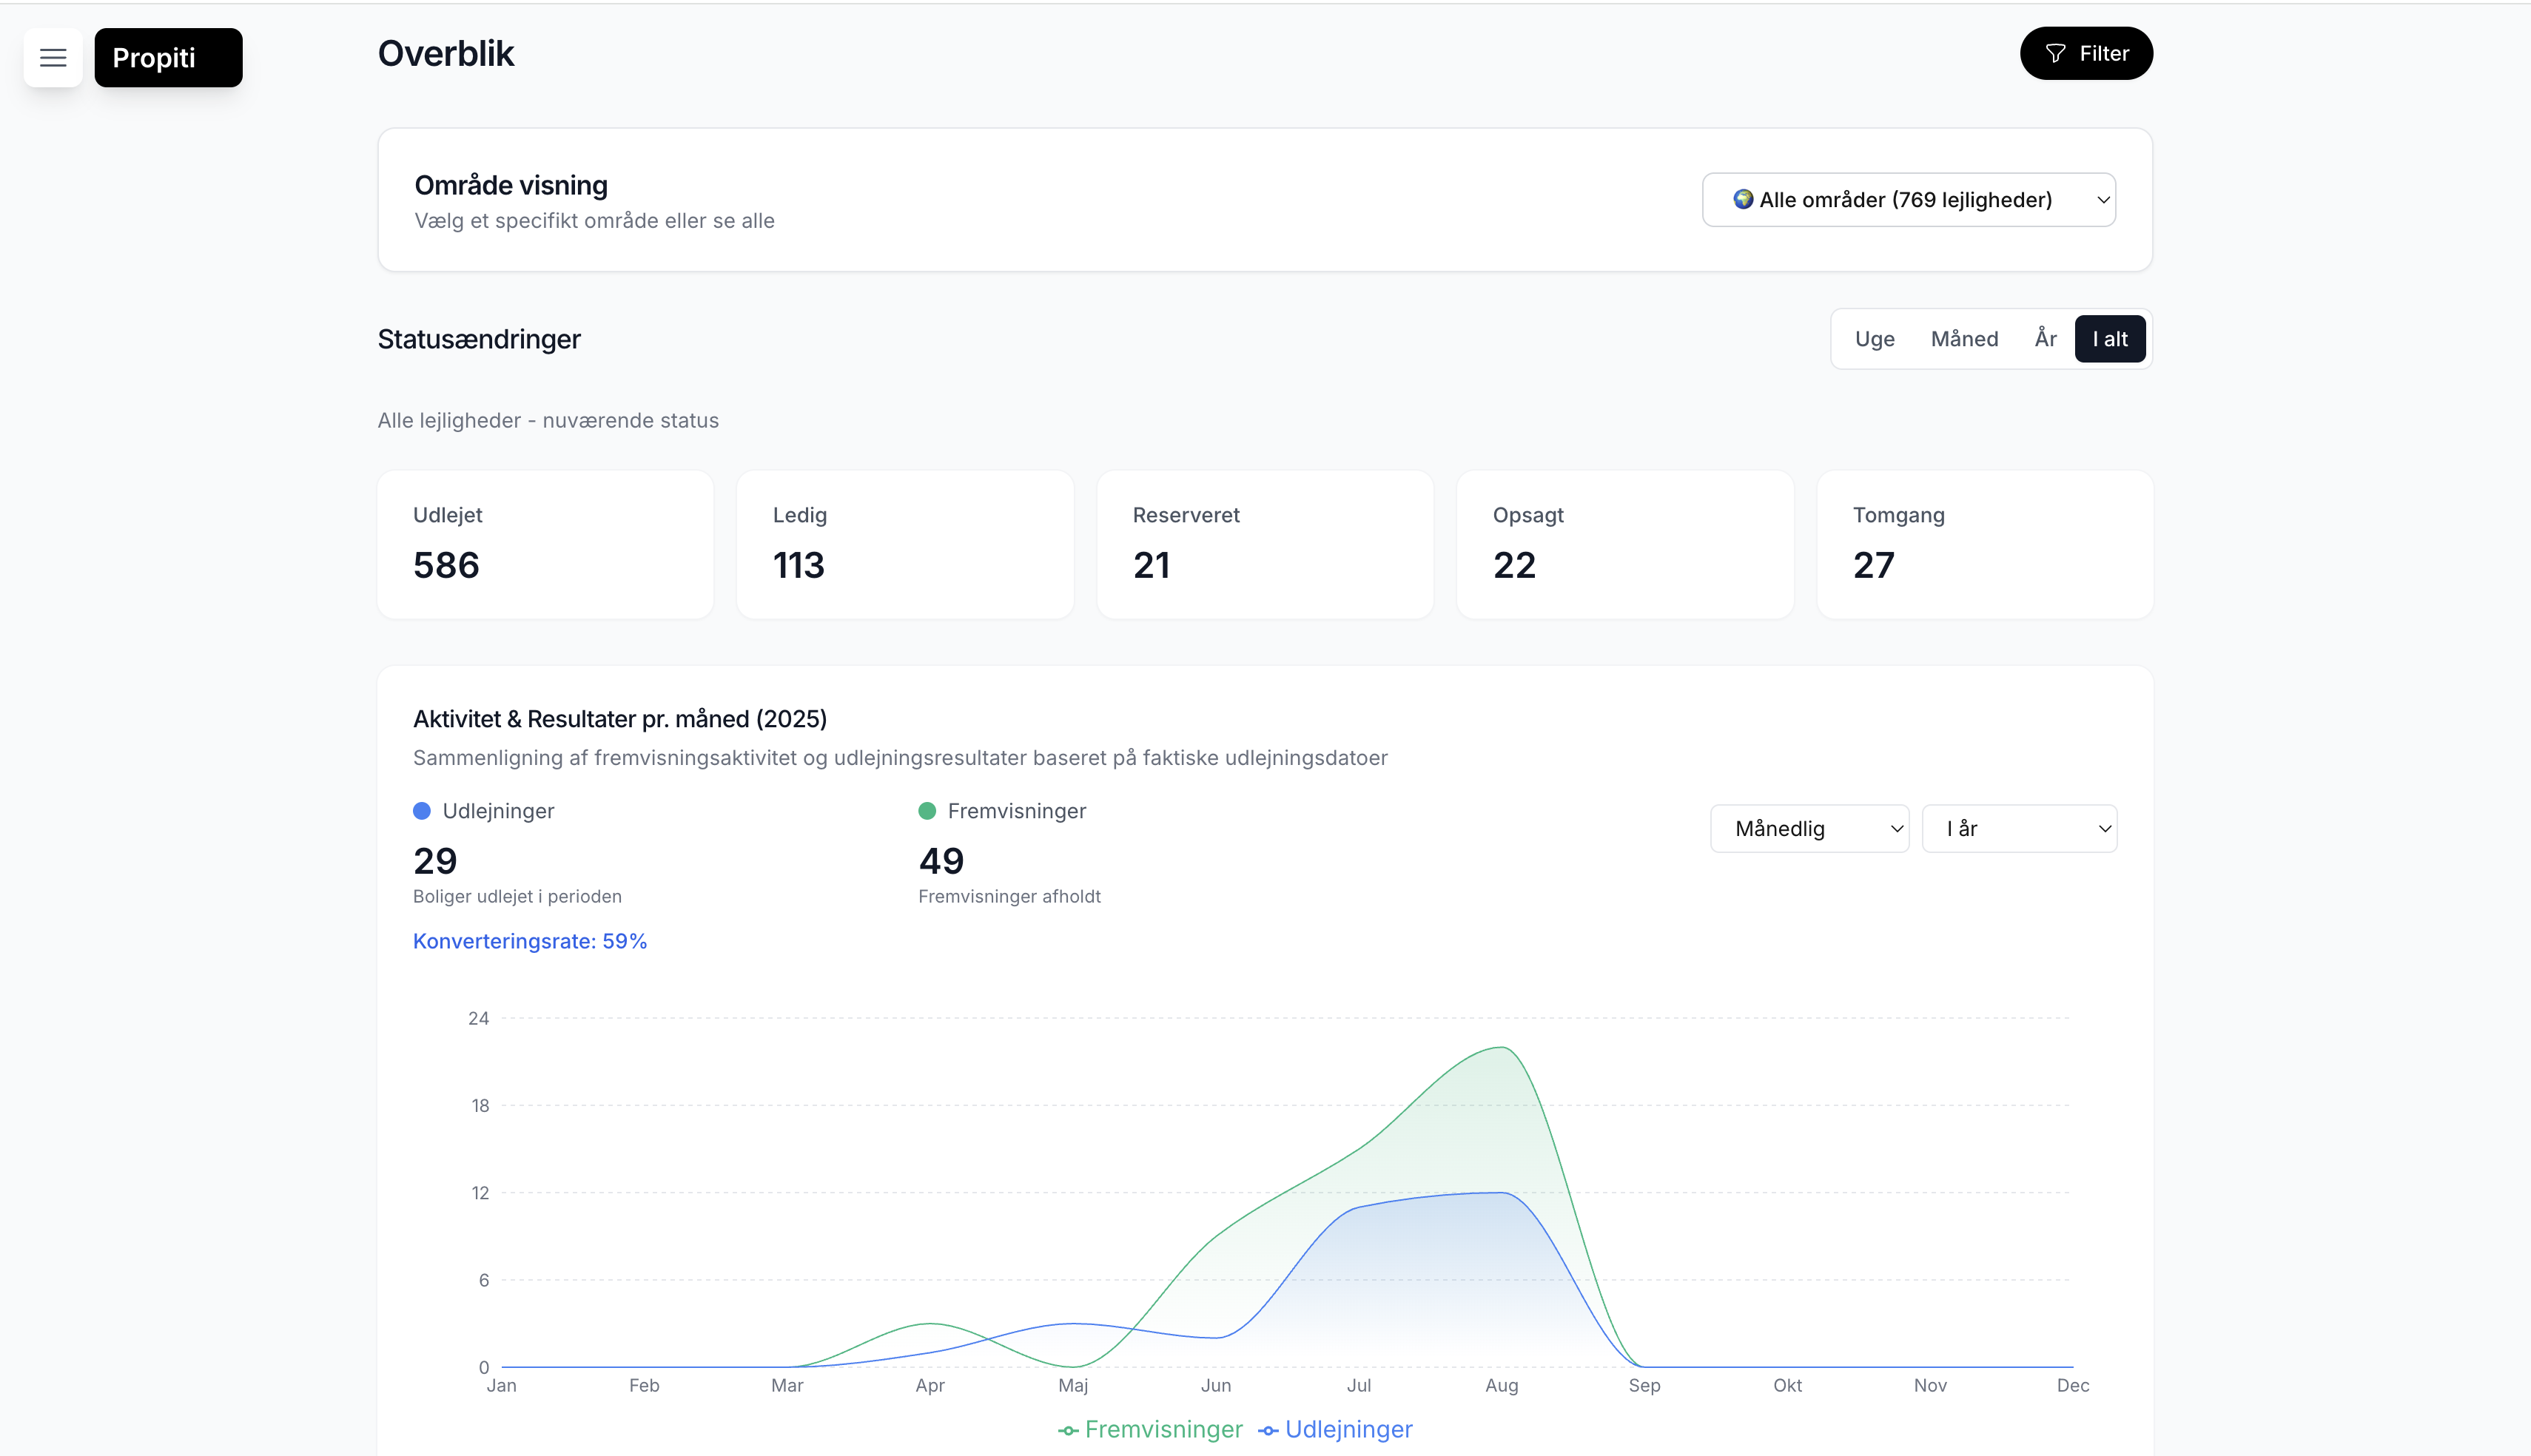 Propiti
Overblik
Filter
Område visning
Vælg et specifikt område eller se alle
Alle områder (769 lejligheder)
Statusændringer
Uge Måned År I alt
Alle lejligheder - nuværende status
Udlejet
586
Ledig
113
Reserveret
21
Opsagt
22
Tomgang
27
Aktivitet & Resultater pr. måned (2025)
Sammenligning af fremvisningsaktivitet og udlejningsresultater baseret på faktiske udlejningsdatoer
Udlejninger
29
Boliger udlejet i perioden
Konverteringsrate: 59%
Fremvisninger
49
Fremvisninger afholdt
Månedlig
I år
24
18
12
6
0
Jan Feb Mar Apr Maj Jun Jul Aug Sep Okt Nov Dec
Fremvisninger Udlejninger